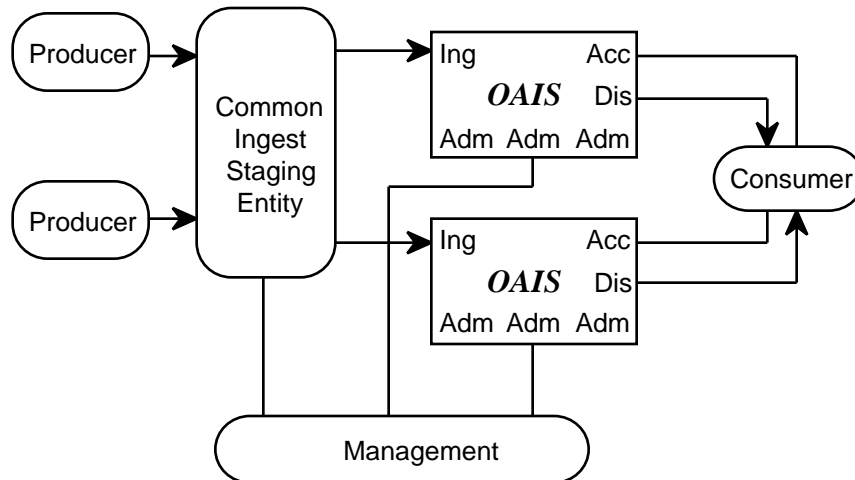 Producer
Common
Ingest
Staging
Entity
Producer
Ing Acc
OAIS Dis
Adm Adm Adm
Consumer
Ing Acc
OAIS Dis
Adm Adm Adm
Management